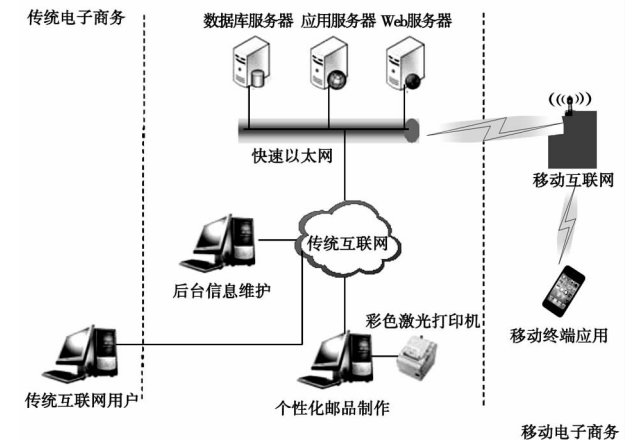 传统电子商务
数据库服务器 应用服务器 Web服务器
快速以太网
移动互联网
传统互联网
后台信息维护
彩色激光打印机
移动终端应用
传统互联网用户
个性化邮品制作
移动电子商务